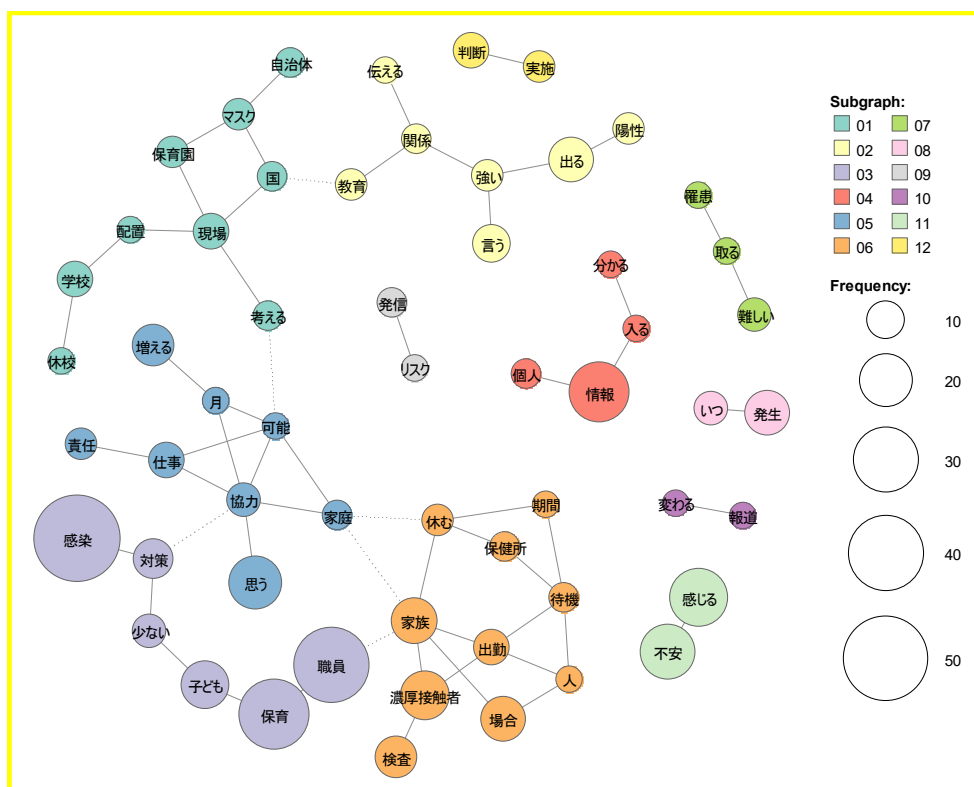 自治体
マスク
保育園
国
配置
現場
学校
考える
休校
伝える
関係
教育
強い
出る
陽性
言う
判断
実施
Subgraph:
01
02
03
04
05
06
07
08
09
10
11
12
罹患
取る
難しい
分かる
入る
個人
情報
発信
リスク
いつ
発生
変わる
報道
感じる
不安
増える
月
可能
責任
仕事
協力
家庭
思う
感染
対策
少ない
子ども
保育
職員
休む
期間
保健所
待機
家族
出勤
人
濃厚接触者
場合
検査
Frequency:
10
20
30
40
50